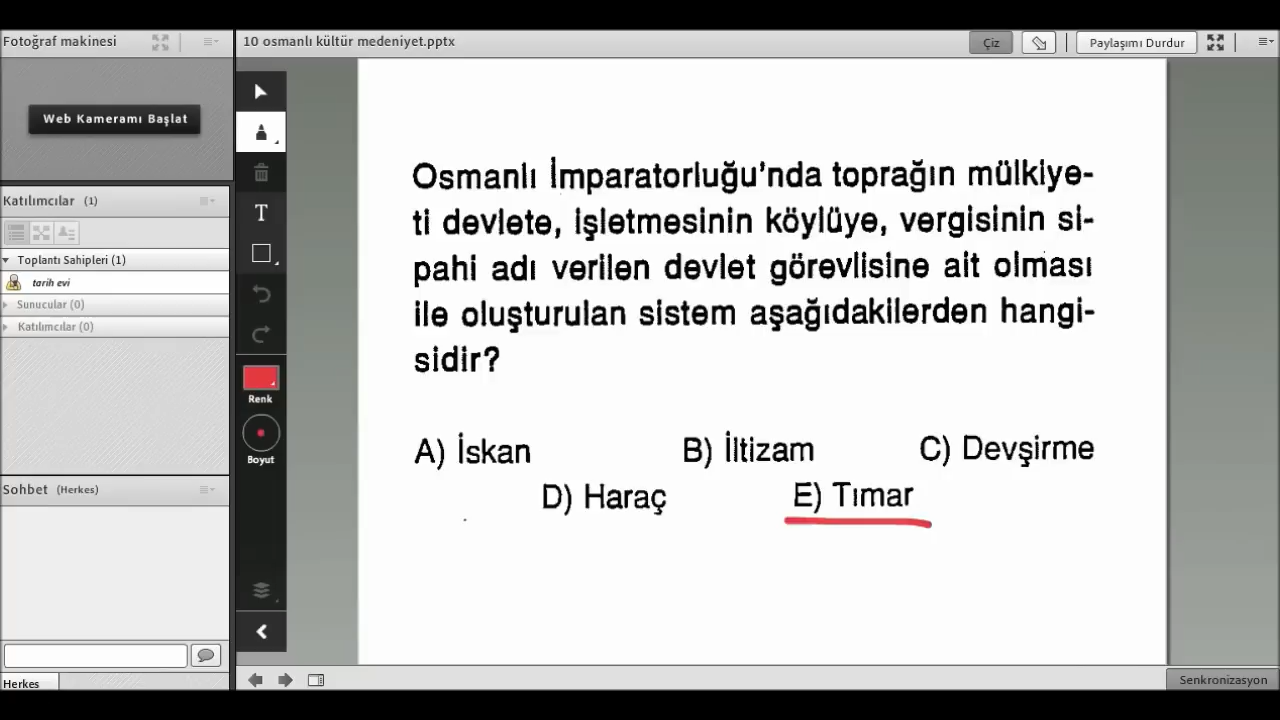 Fotoğraf makinesi
10 osmanlı kültür medeniyet.pptx
Çiz
Paylaşımı Durdur
Web Kameramı Başlat
Katılımcılar (1)
Toplantı Sahipleri (1)
tarih evi
Sunucular (0)
Katılımcılar (0)
Sohbet (Herkes)
Herkes
T
Renk
Boyut
Osmanlı İmparatorluğu'nda toprağın mülkiye-
ti devlete, işletmesinin köylüye, vergisinin si-
pahi adı verilen devlet görevlisine ait olması
ile oluşturulan sistem aşağıdakilerden hangi-
sidir?
A) İskan B) İltizam C) Devşirme
D) Haraç E) Tımar
Senkronizasyon